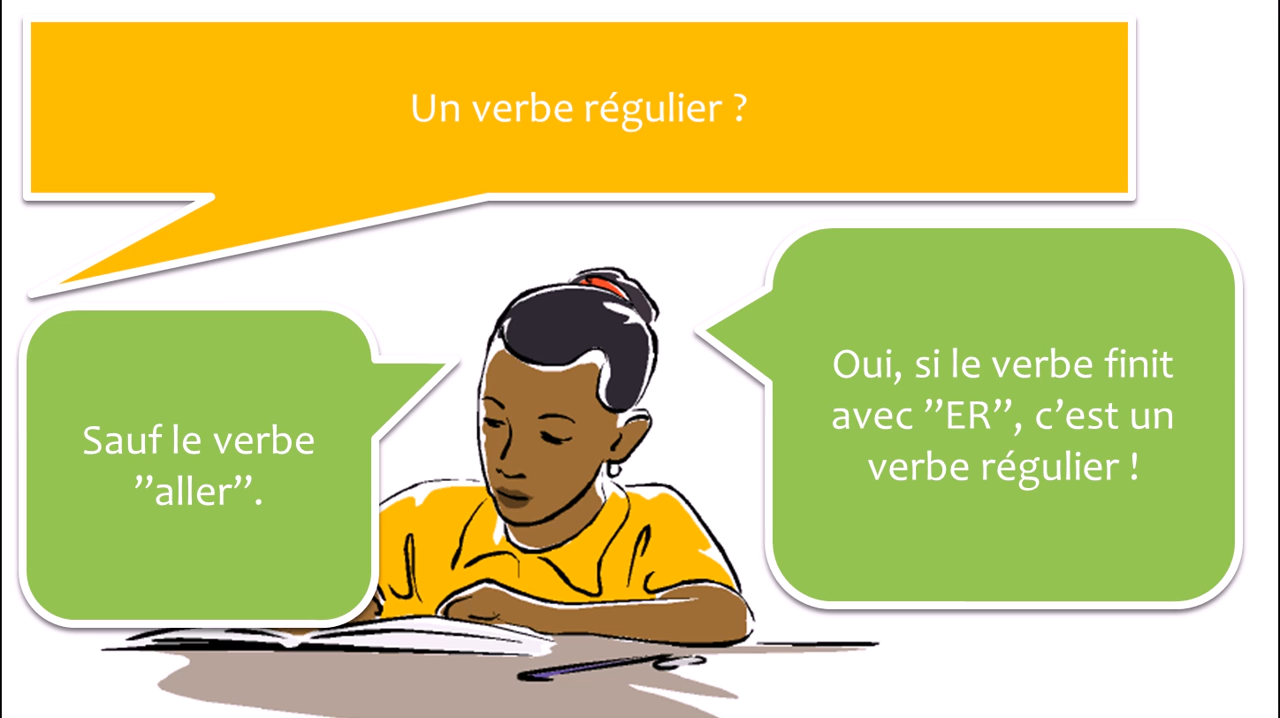 Un verbe régulier ?
Oui, si le verbe finit
avec ”ER”, c’est un
verbe régulier !
Sauf le verbe
”aller”.